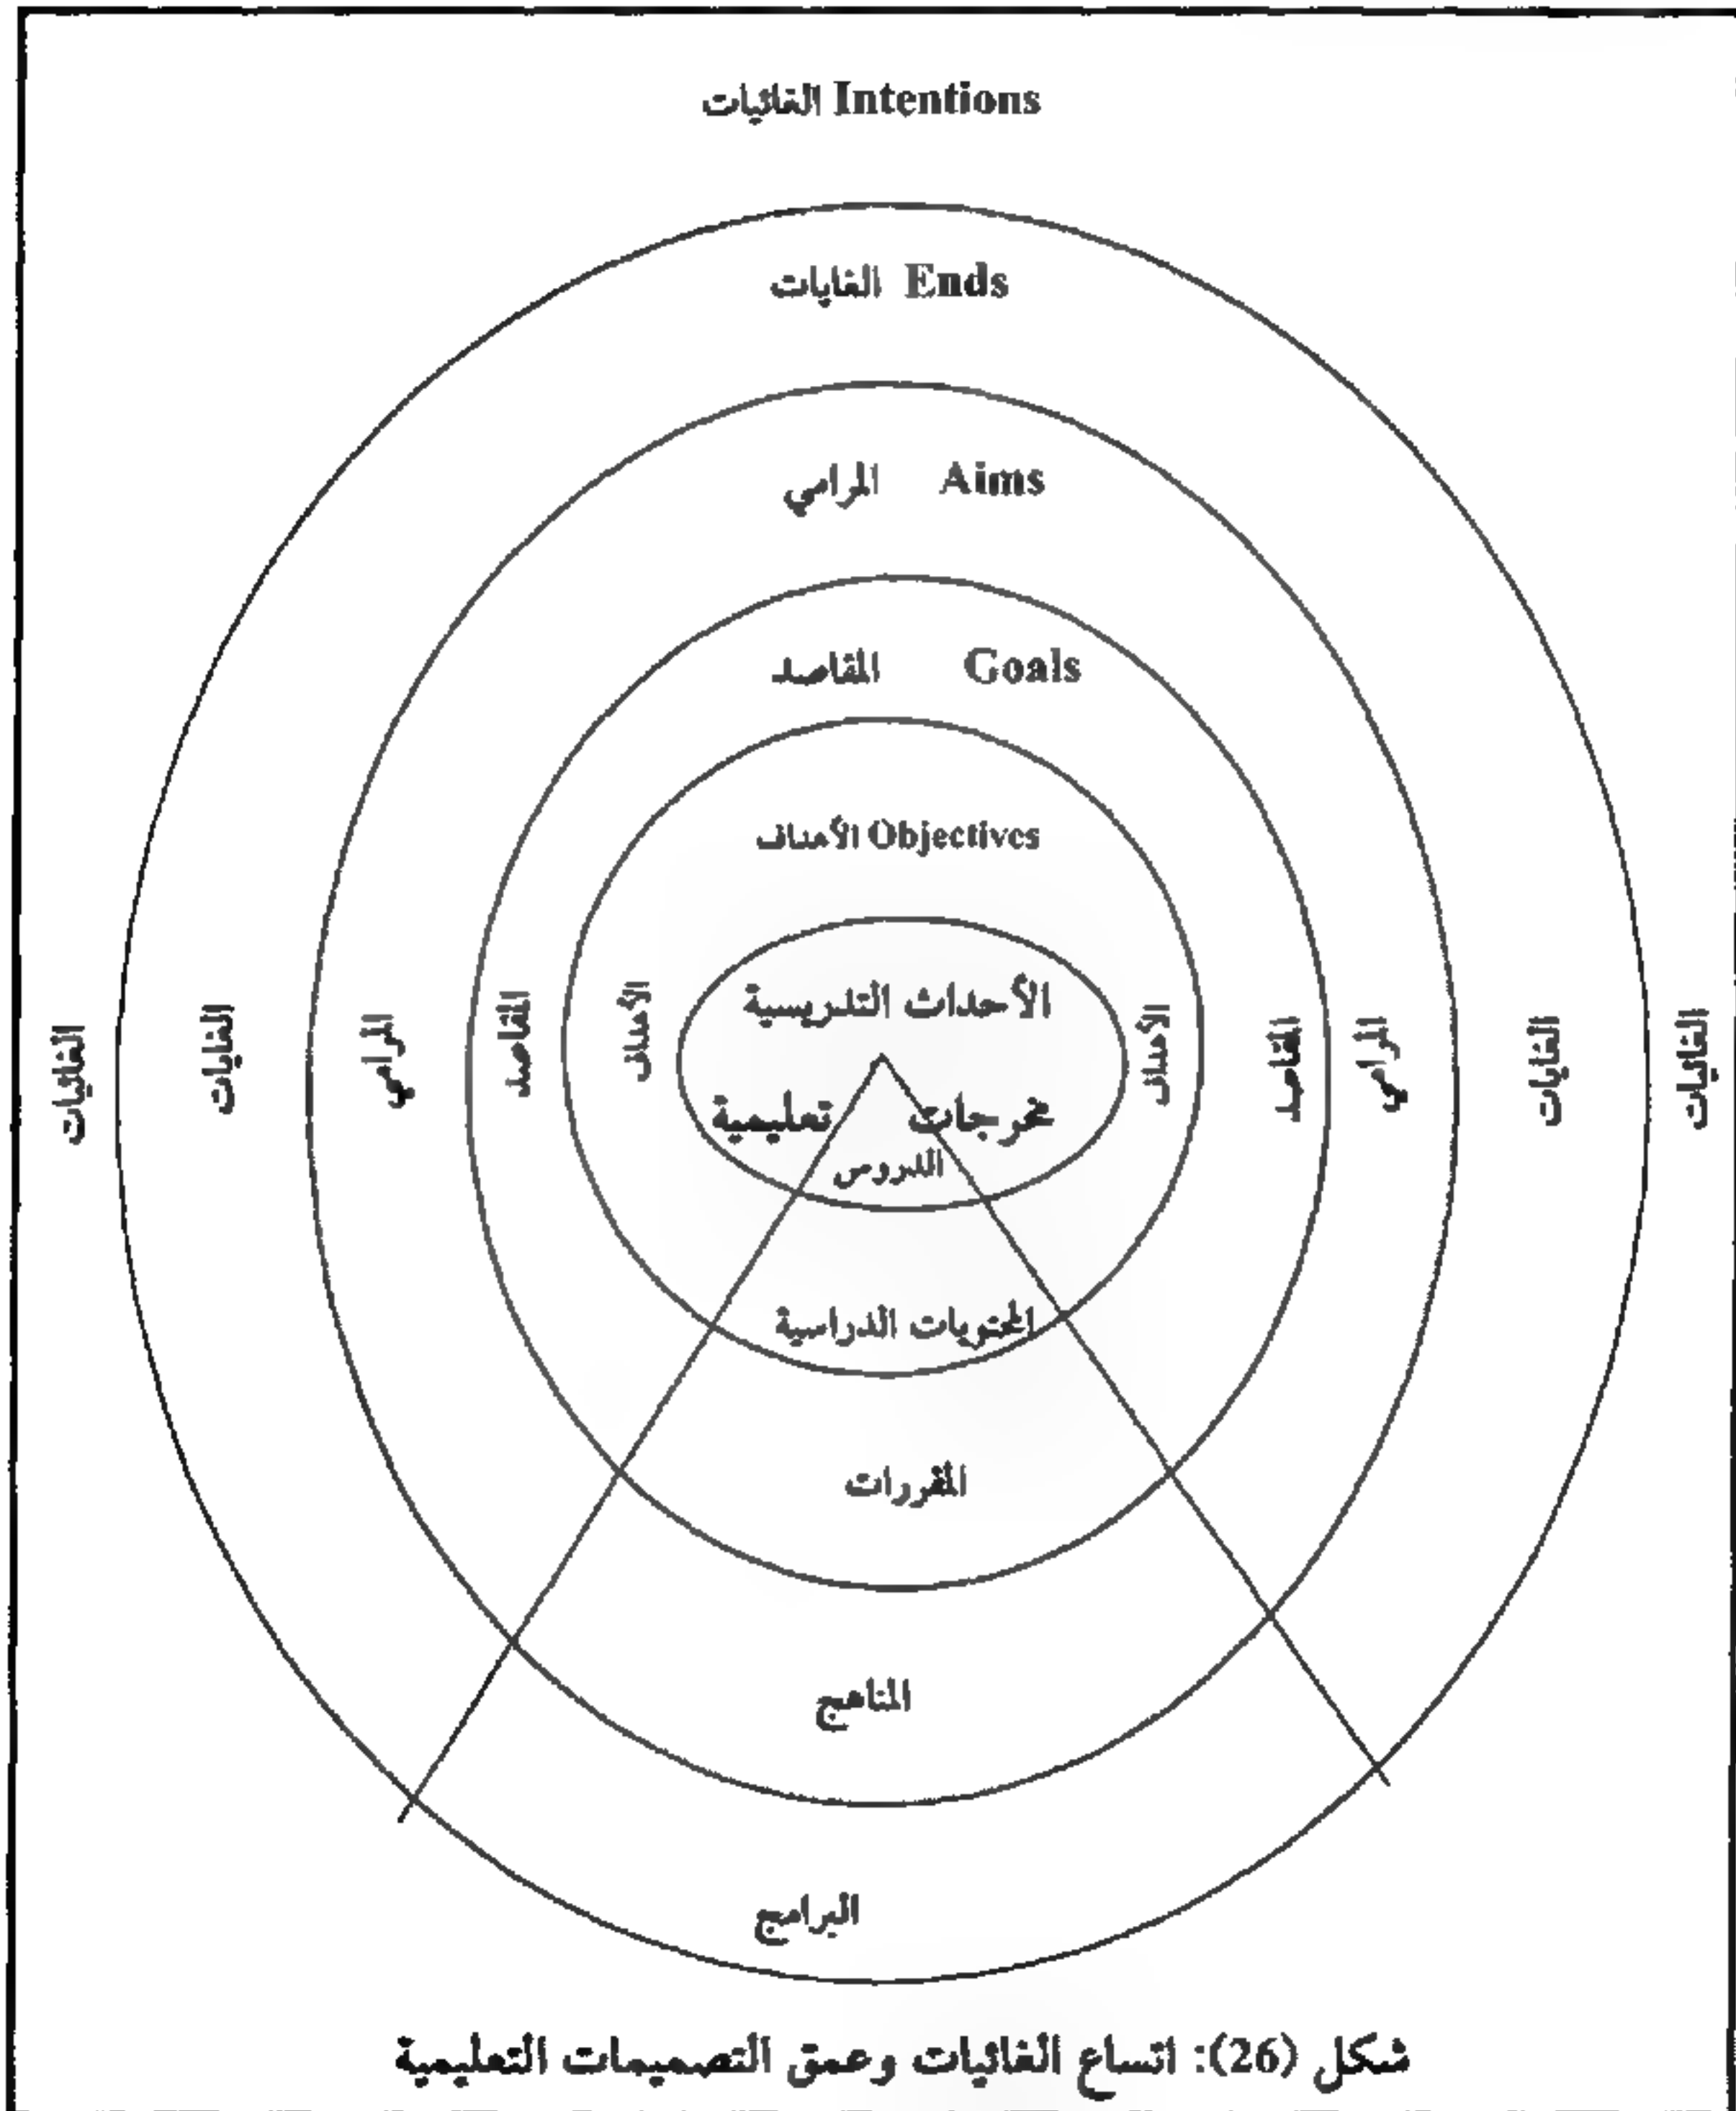 الغائيات Intentions
الغايات Ends
المرامي Aims
المقاصد Goals
الأهداف Objectives
الأحداث التدريسية
الغائيات
الغايات
المرامي
المقاصد
الأهداف
الأهداف
المقاصد
المرامي
الغايات
الغائيات
مخرجات تعليمية
الدروس
المحتويات الدراسية
المقررات
المناهج
البرامج
شكل (26): اتساع الغائيات وعمق التصميمات التعليمية